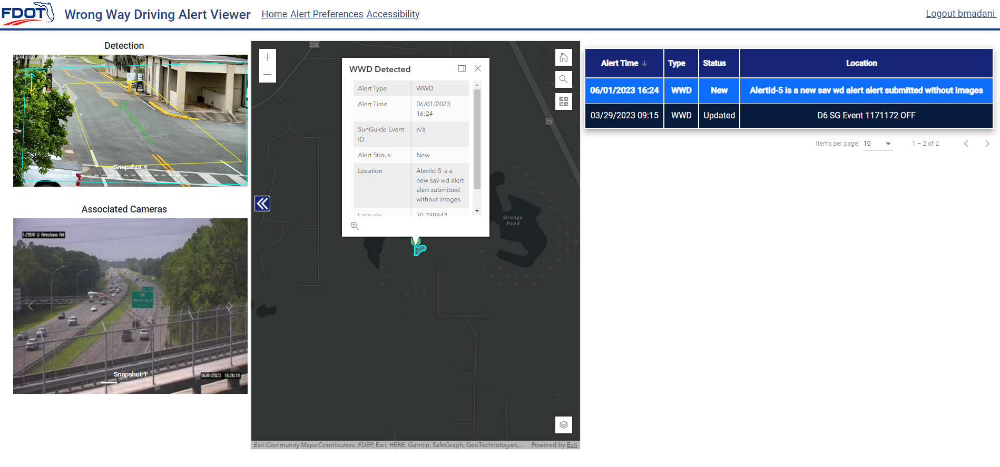 FDOT
Wrong Way Driving Alert Viewer
Home Alert Preferences Accessibility
Logout bmadani
Detection
Snapshot 4
Associated Cameras
I-295W @ Firestone Rd
Snapshot 1
06/01/2023 16:26:19
250
75
WWD Detected
Alert Type WWD
Alert Time 06/01/2023
16:24
SunGuide Event n/a
ID
Alert Status New
Location AlertId-5 is a
new sav wd alert
alert submitted
without images
Latitude 30.239842
Orange
Pond
Esri Community Maps Contributors, FDEP, Esri, HERE, Garmin, SafeGraph, GeoTechnologies,... Powered by Esri
Alert Time Type Status Location
06/01/2023 16:24 WWD New AlertId-5 is a new sav wd alert alert submitted without images
03/29/2023 09:15 WWD Updated D6 SG Event 1171172 OFF
Items per page: 10 1 – 2 of 2